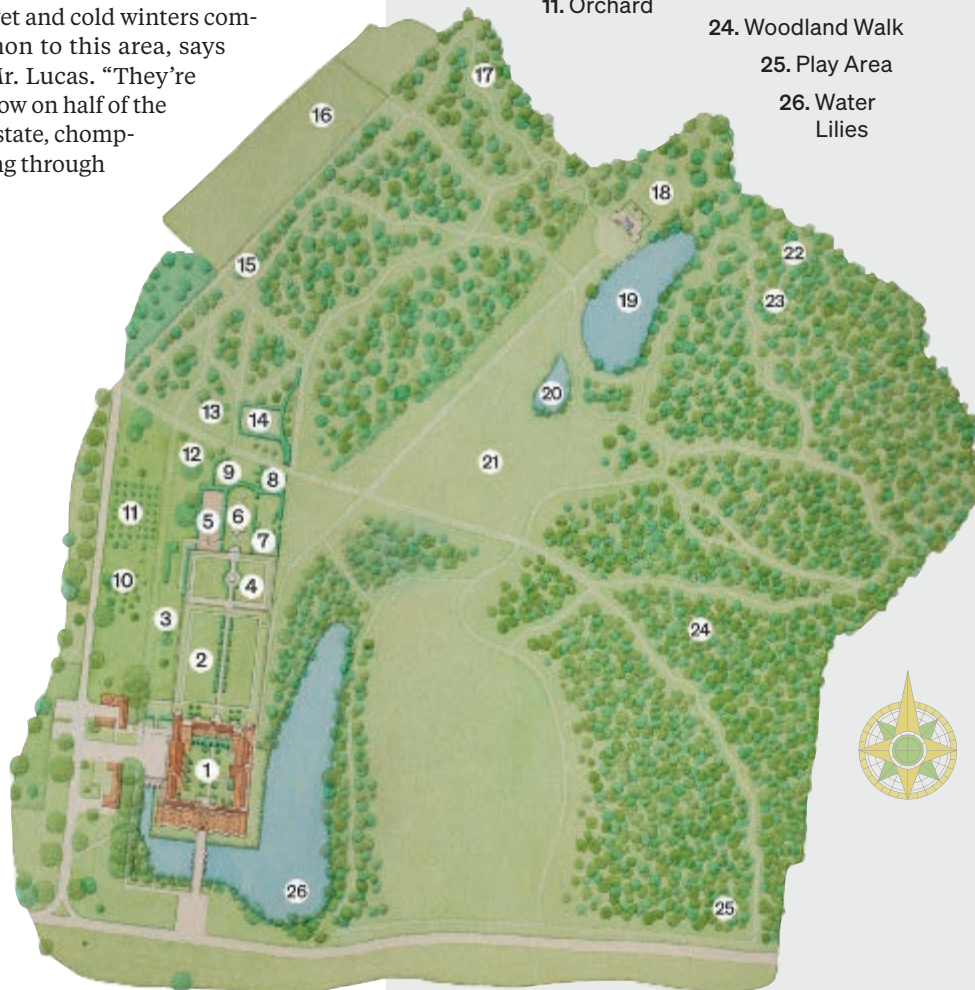 et and cold winters com-
on to this area, says
r. Lucas. “They’re
ow on half of the
state, chomp-
ng through
11. Orchard
24. Woodland Walk
25. Play Area
26. Water
Lilies
17
16
18
22
15
19
23
20
13
14
12
21
9
8
11
5
6
7
10
4
3
24
2
1
26
25